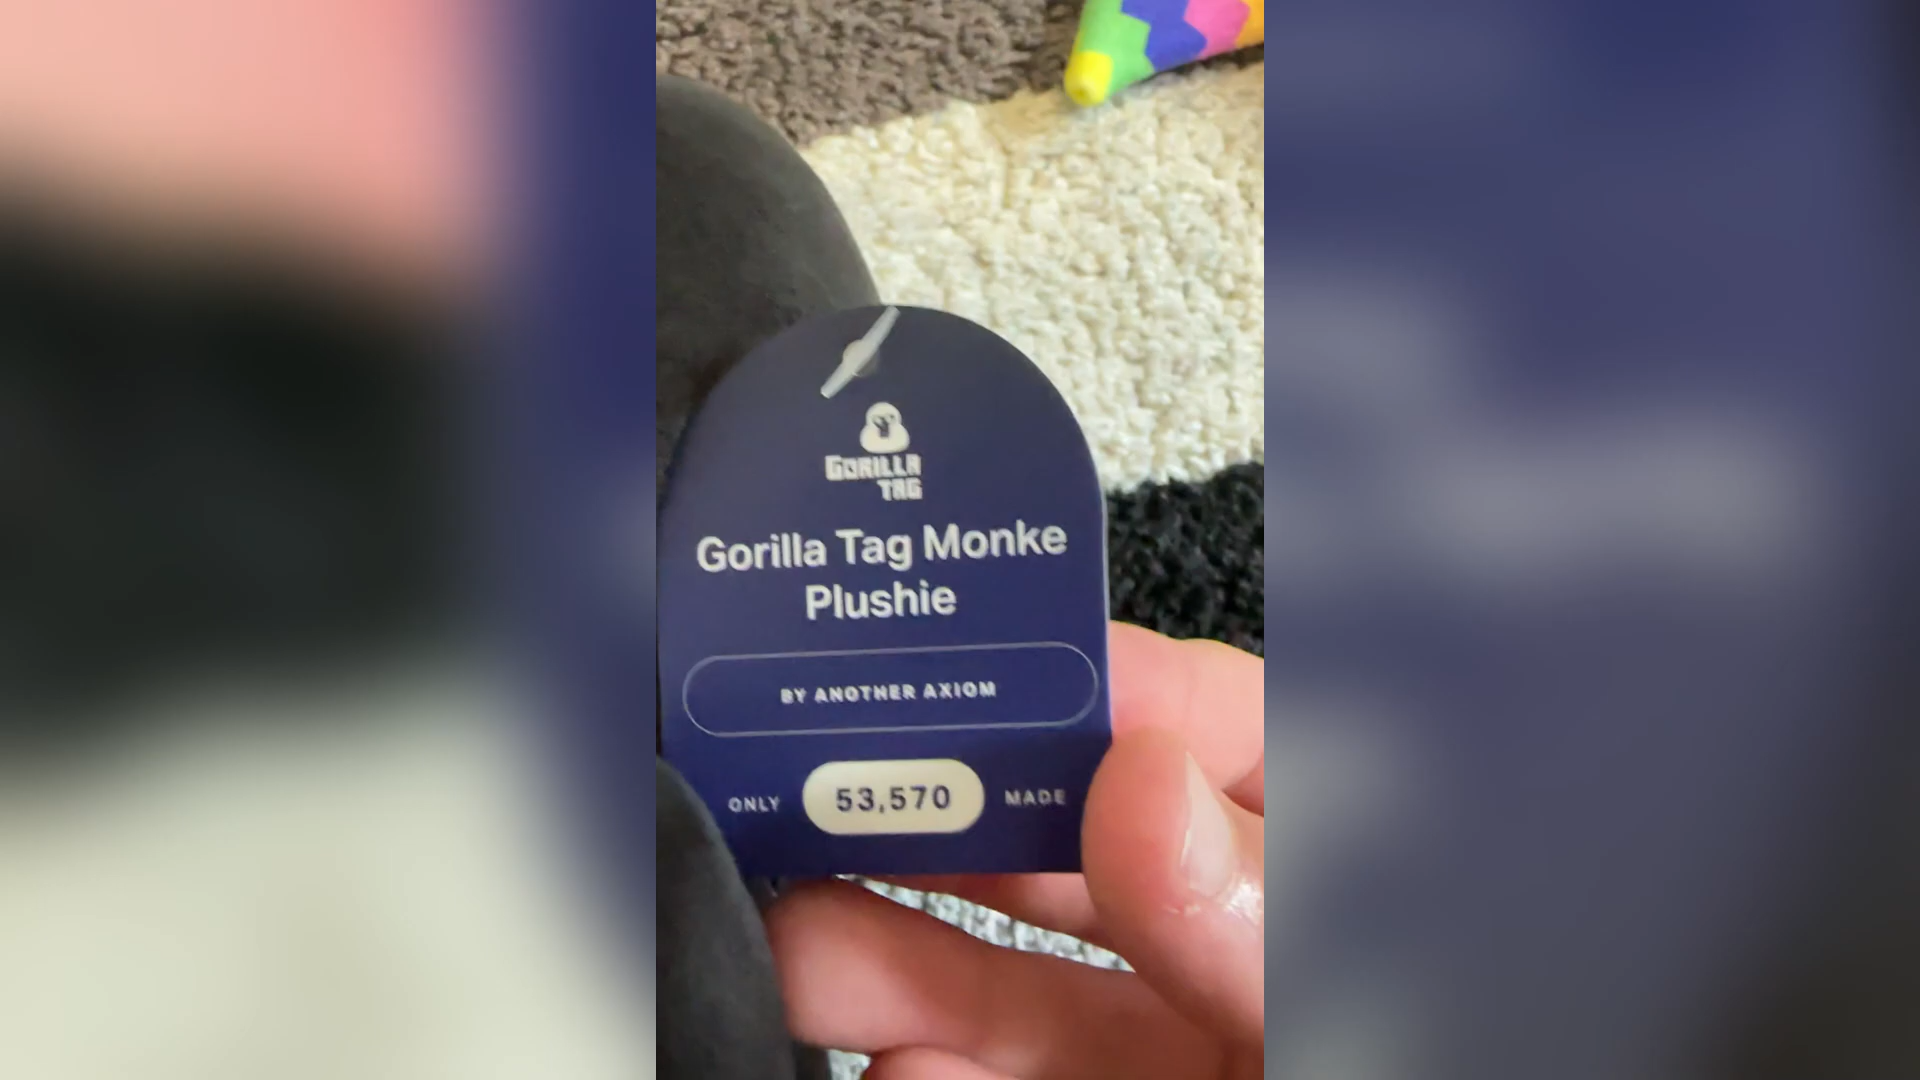 GORILLA
TAG
Gorilla Tag Monke
Plushie
BY ANOTHER AXIOM
ONLY 53,570 MADE